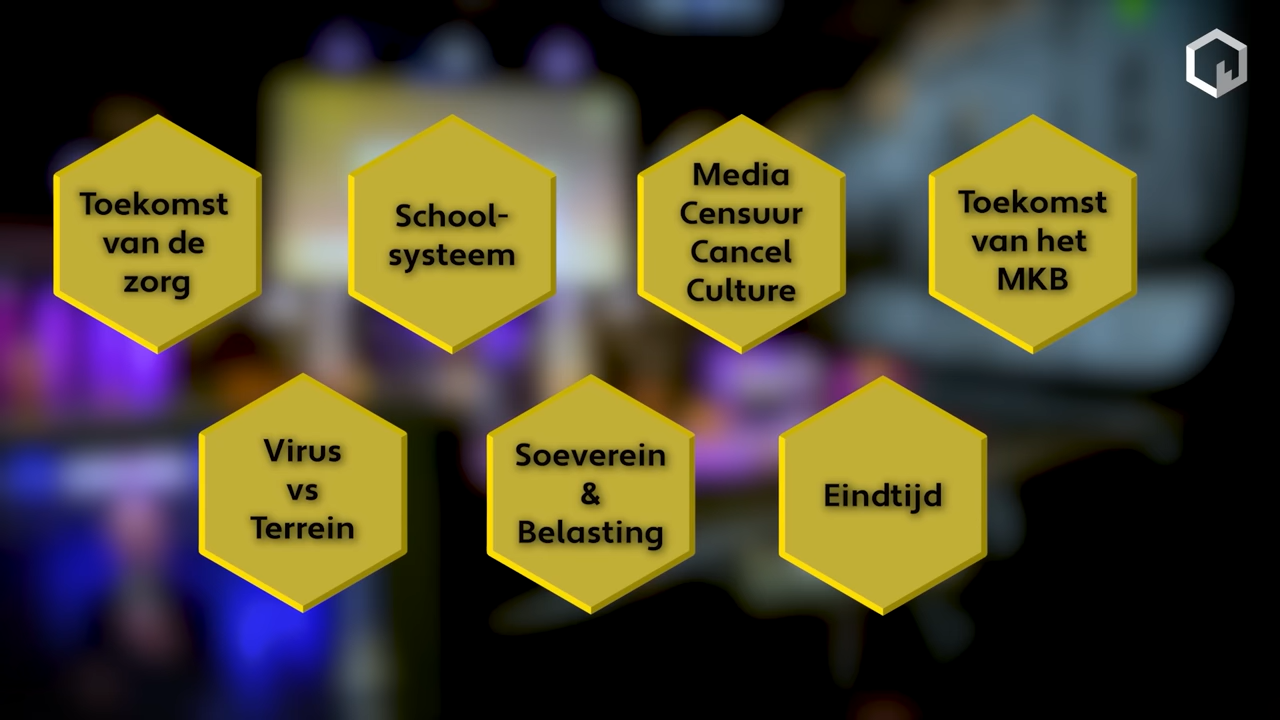 Toekomst
van de
zorg
School-
systeem
Media
Censuur
Cancel
Culture
Toekomst
van het
MKB
Virus
vs
Terrein
Soeverein
&
Belasting
Eindtijd